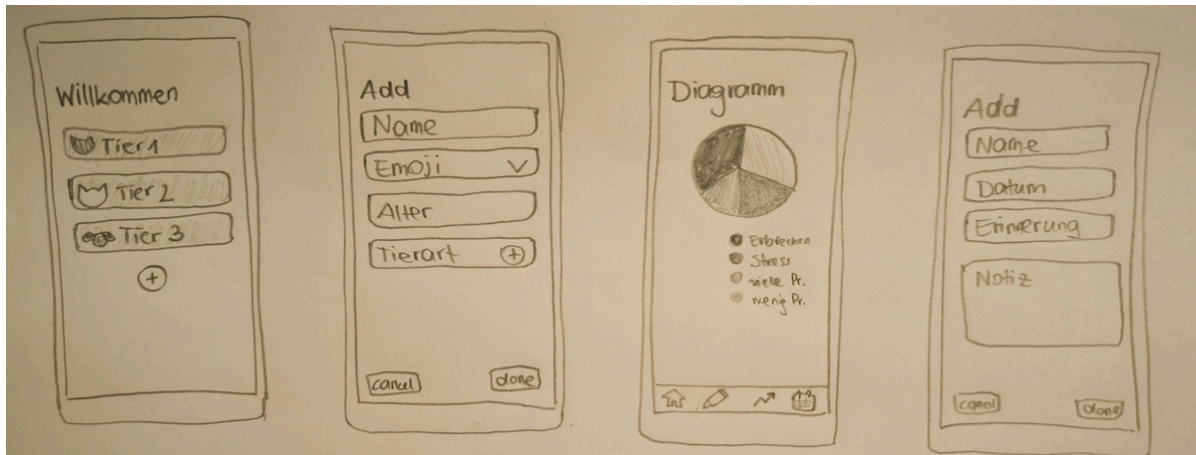 Willkommen
Tier 1
Tier 2
Tier 3
+
Add
Name
Emoji
Alter
Tierart +
cancel
done
Diagramm
Erbrechen
Stress
viele Pr.
wenig Pr.
Add
Name
Datum
Erinnerung
Notiz
cancel
done